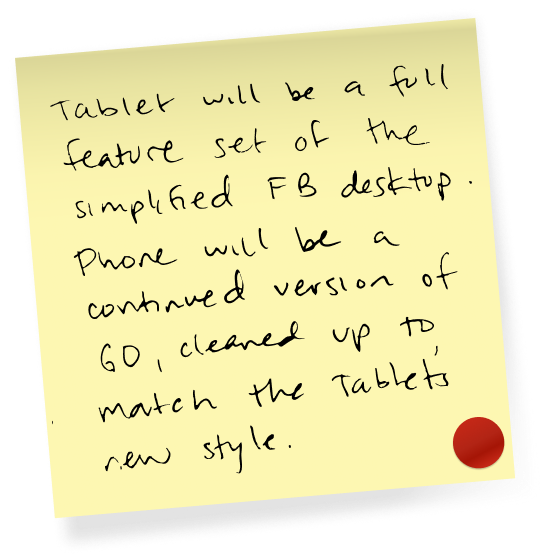 Tablet will be a full
feature set of the
simplified FB desktop.
Phone will be a
continued version of
GO, cleaned up to
match the Tablet's
new style.